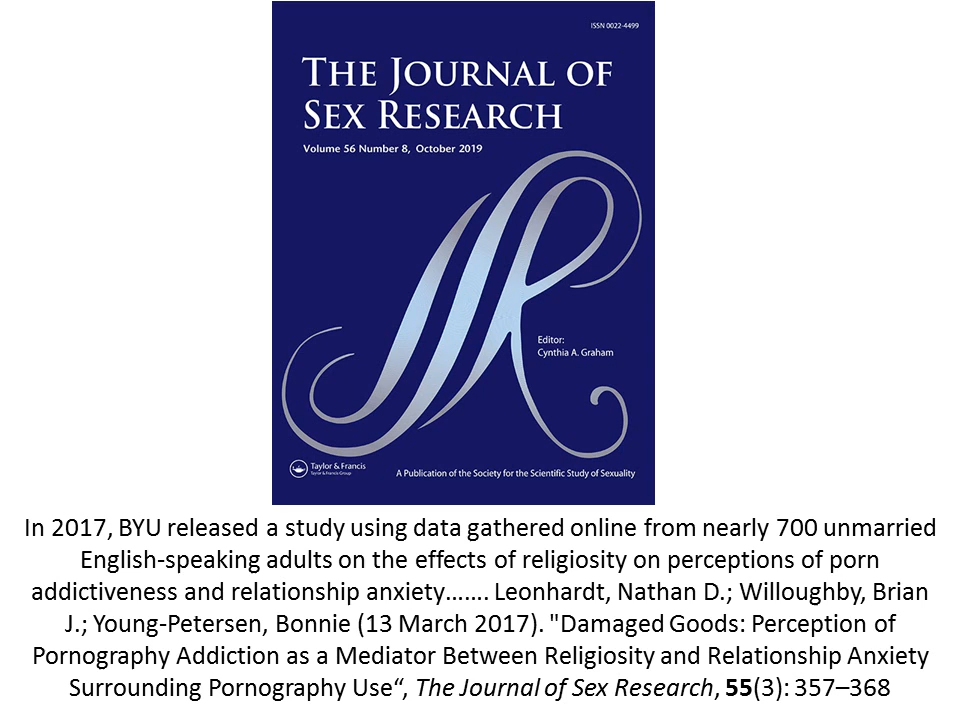 ISSN 0022-4499
THE JOURNAL OF
SEX RESEARCH
Volume 56 Number 8, October 2019
Editor:
Cynthia A. Graham
Taylor & Francis
Taylor & Francis Group
A Publication of the Society for the Scientific Study of Sexuality
In 2017, BYU released a study using data gathered online from nearly 700 unmarried
English-speaking adults on the effects of religiosity on perceptions of porn
addictiveness and relationship anxiety....... Leonhardt, Nathan D.; Willoughby, Brian
J.; Young-Petersen, Bonnie (13 March 2017). "Damaged Goods: Perception of
Pornography Addiction as a Mediator Between Religiosity and Relationship Anxiety
Surrounding Pornography Use“, The Journal of Sex Research, 55(3): 357–368